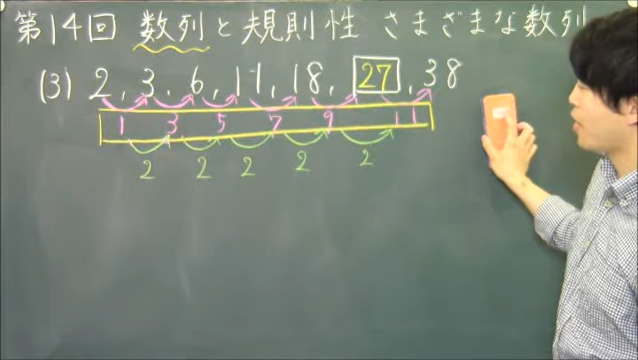 第14回 数列と規則性 さまざまな数列
(3) 2, 3, 6, 11, 18, 27, 38
1 3 5 7 9 11
2 2 2 2 2